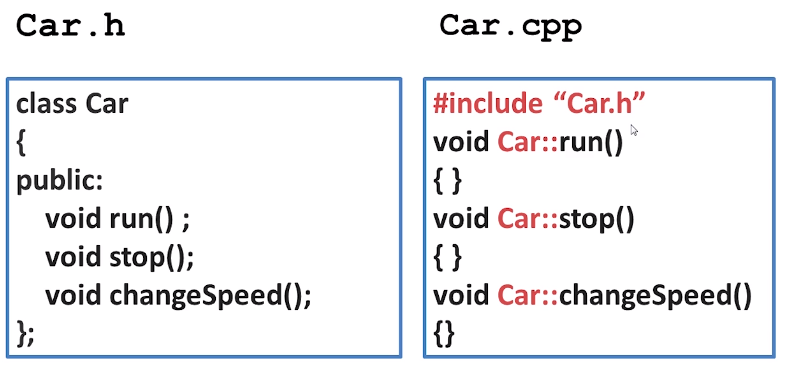 Car.h
class Car
{
public:
void run() ;
void stop();
void changeSpeed();
};
Car.cpp
#include “Car.h”
void Car::run()
{ }
void Car::stop()
{ }
void Car::changeSpeed()
{}